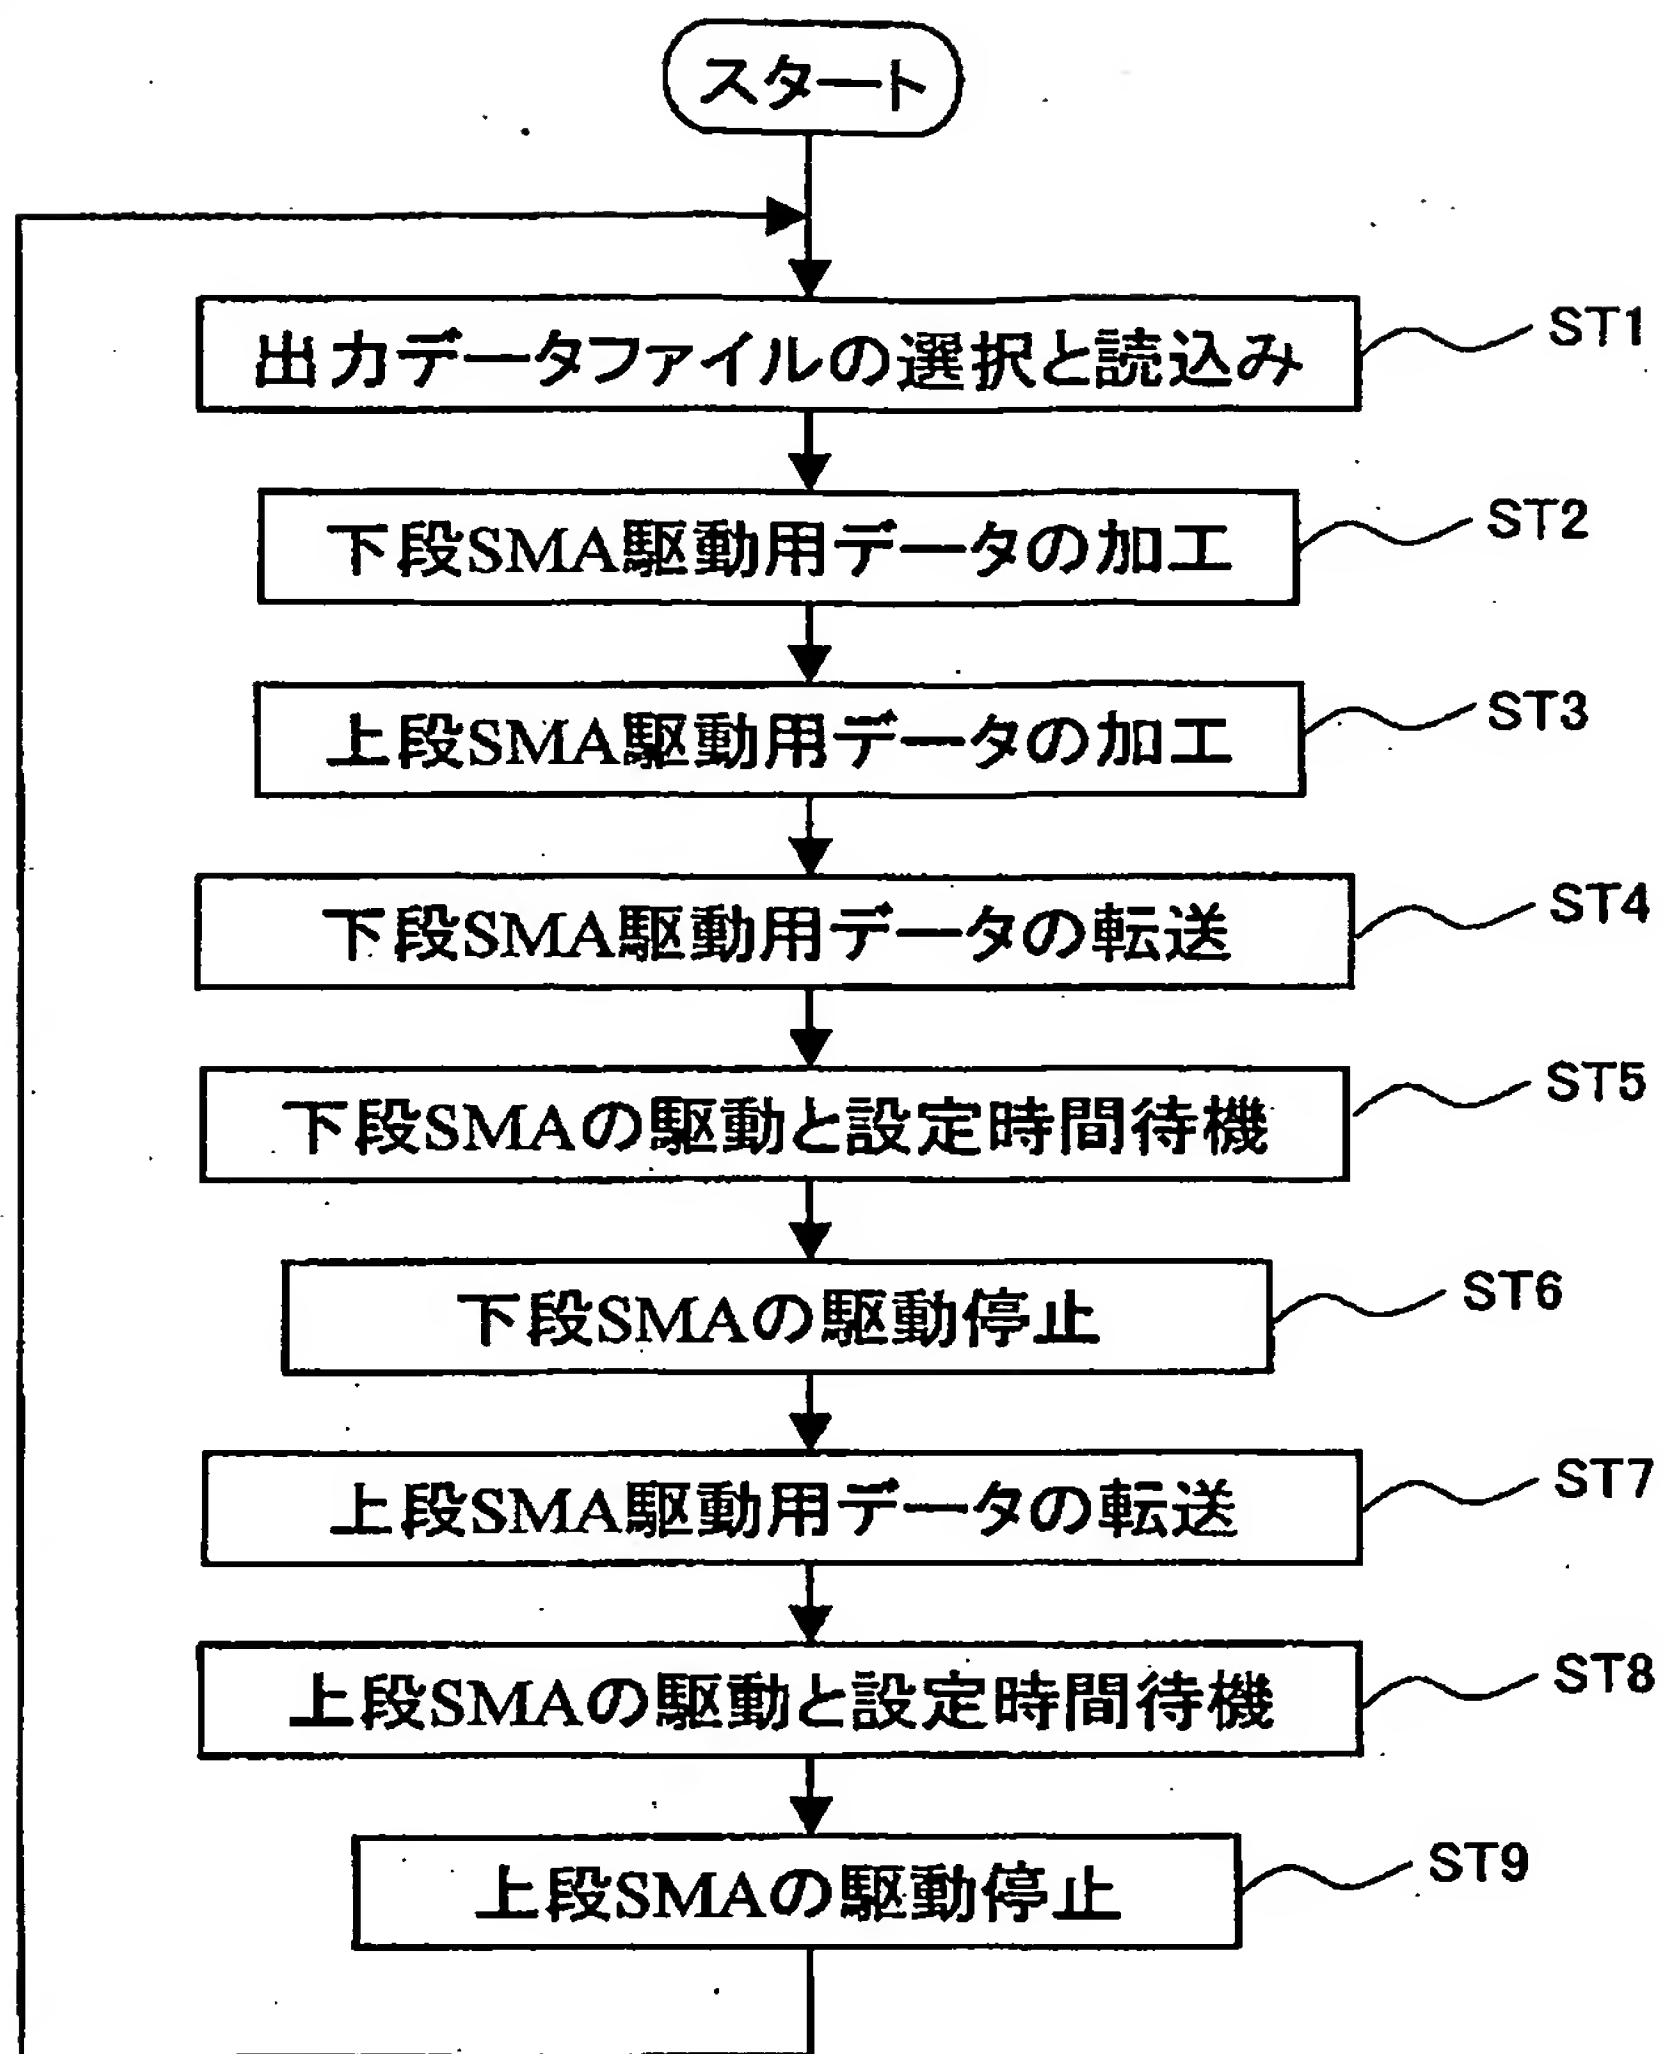 スタート
出力データファイルの選択と読込み ST1
下段SMA駆動用データの加工 ST2
上段SMA駆動用データの加工 ST3
下段SMA駆動用データの転送 ST4
下段SMAの駆動と設定時間待機 ST5
下段SMAの駆動停止 ST6
上段SMA駆動用データの転送 ST7
上段SMAの駆動と設定時間待機 ST8
上段SMAの駆動停止 ST9